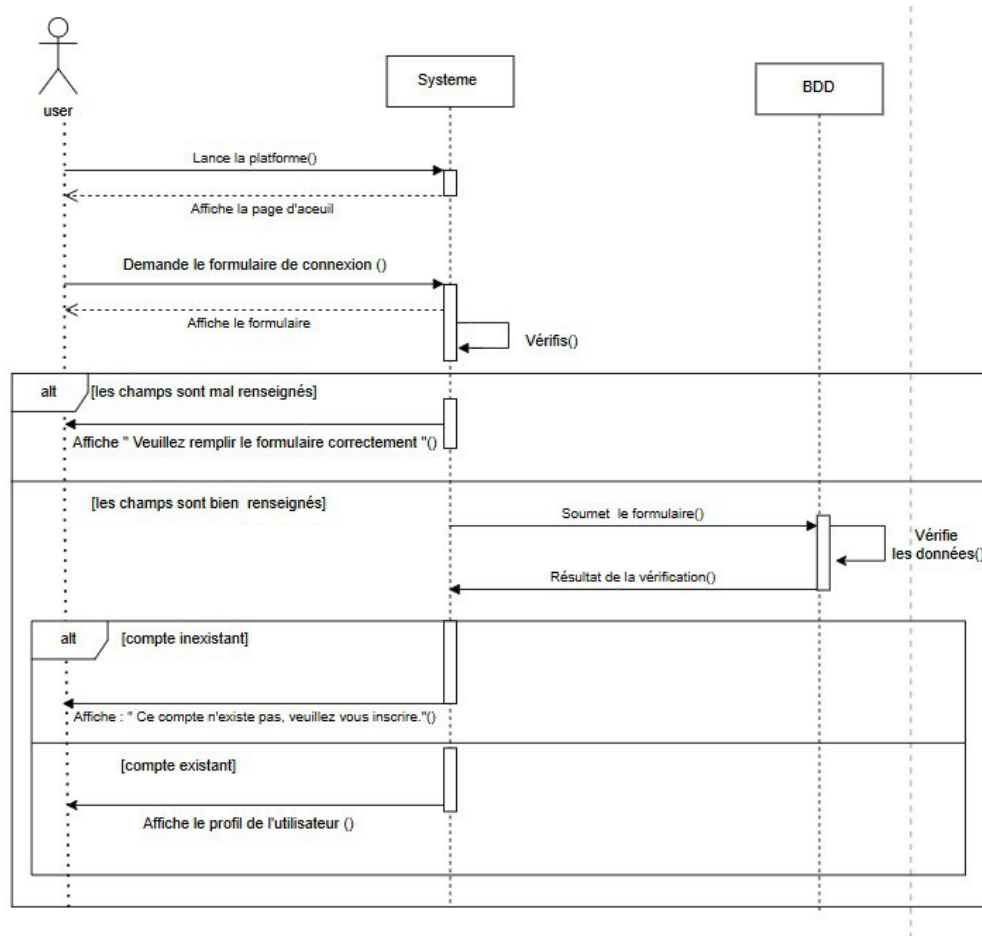 user
Systeme
BDD
Lance la platforme()
Affiche la page d'aceuil
Demande le formulaire de connexion ()
Affiche le formulaire
Vérifis()
alt
[les champs sont mal renseignés]
Affiche " Veuillez remplir le formulaire correctement "()
[les champs sont bien renseignés]
Soumet le formulaire()
Vérifie
les données()
Résultat de la vérification()
alt
[compte inexistant]
Affiche : " Ce compte n'existe pas, veuillez vous inscrire."()
[compte existant]
Affiche le profil de l'utilisateur ()